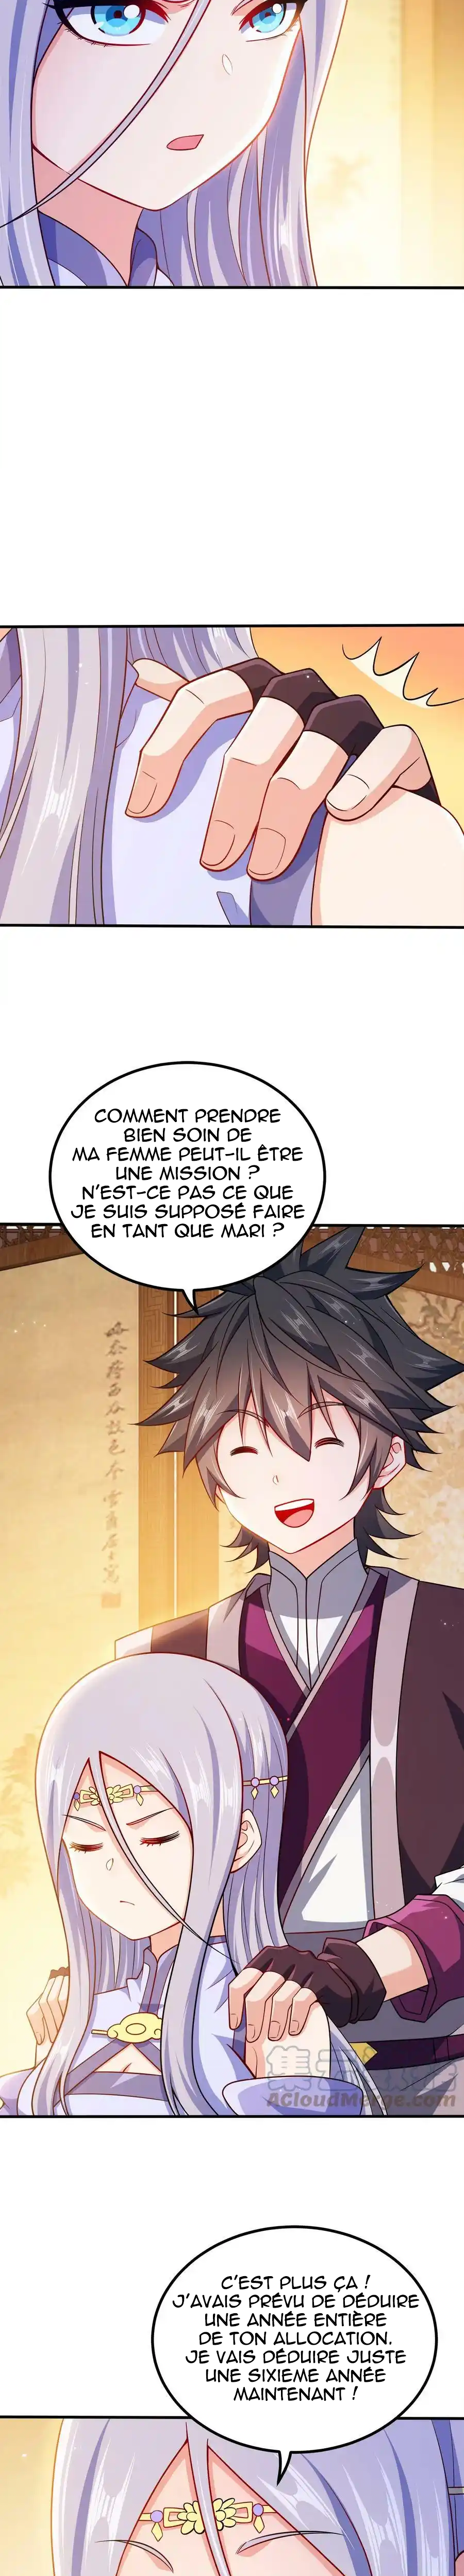 COMMENT PRENDRE
BIEN SOIN DE
MA FEMME PEUT-IL ÊTRE
UNE MISSION ?
N'EST-CE PAS CE QUE
JE SUIS SUPPOSÉ FAIRE
EN TANT QUE MARI ?
ACloudMerge.com
C'EST PLUS ÇA !
J'AVAIS PRÉVU DE DÉDUIRE
UNE ANNÉE ENTIÈRE
DE TON ALLOCATION.
JE VAIS DÉDUIRE JUSTE
UNE SIXIEME ANNÉE
MAINTENANT !